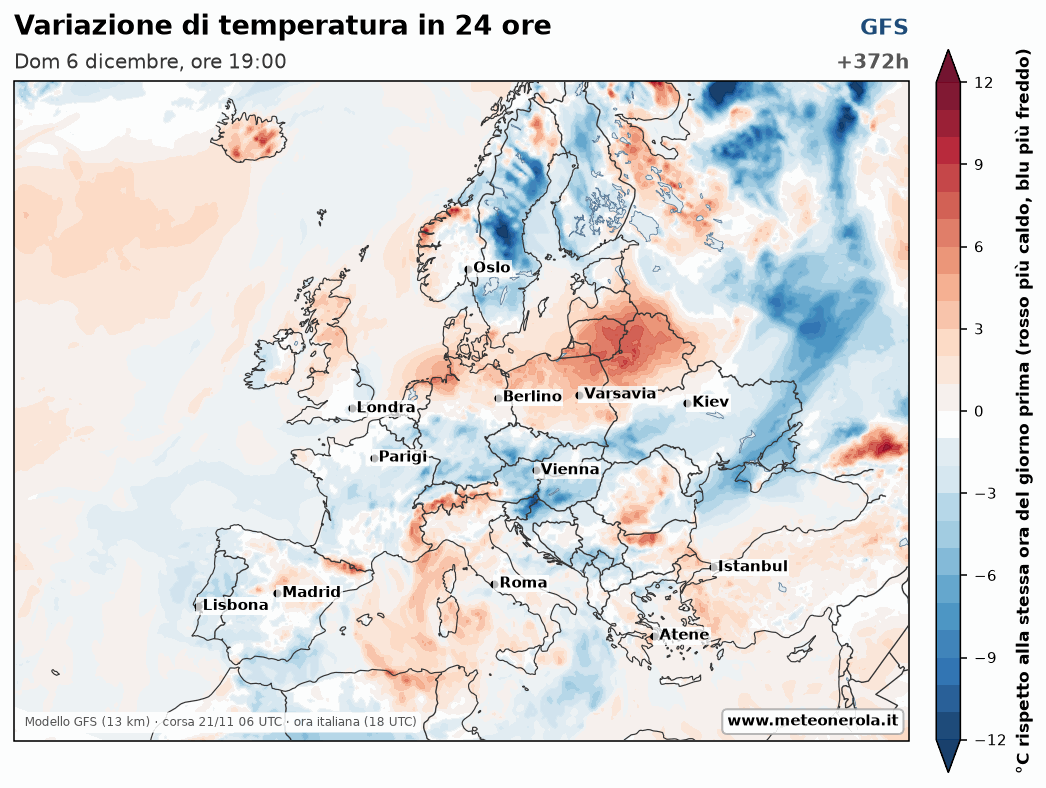 Variazione di temperatura in 24 ore
GFS
Dom 6 dicembre, ore 19:00
+372h
Oslo
Londra
Berlino
Varsavia
Kiev
Parigi
Vienna
Roma
Istanbul
Madrid
Lisbona
Atene
Modello GFS (13 km) · corsa 21/11 06 UTC · ora italiana (18 UTC)
www.meteonerola.it
12
9
6
3
0
−3
−6
−9
−12
°C rispetto alla stessa ora del giorno prima (rosso più caldo, blu più freddo)